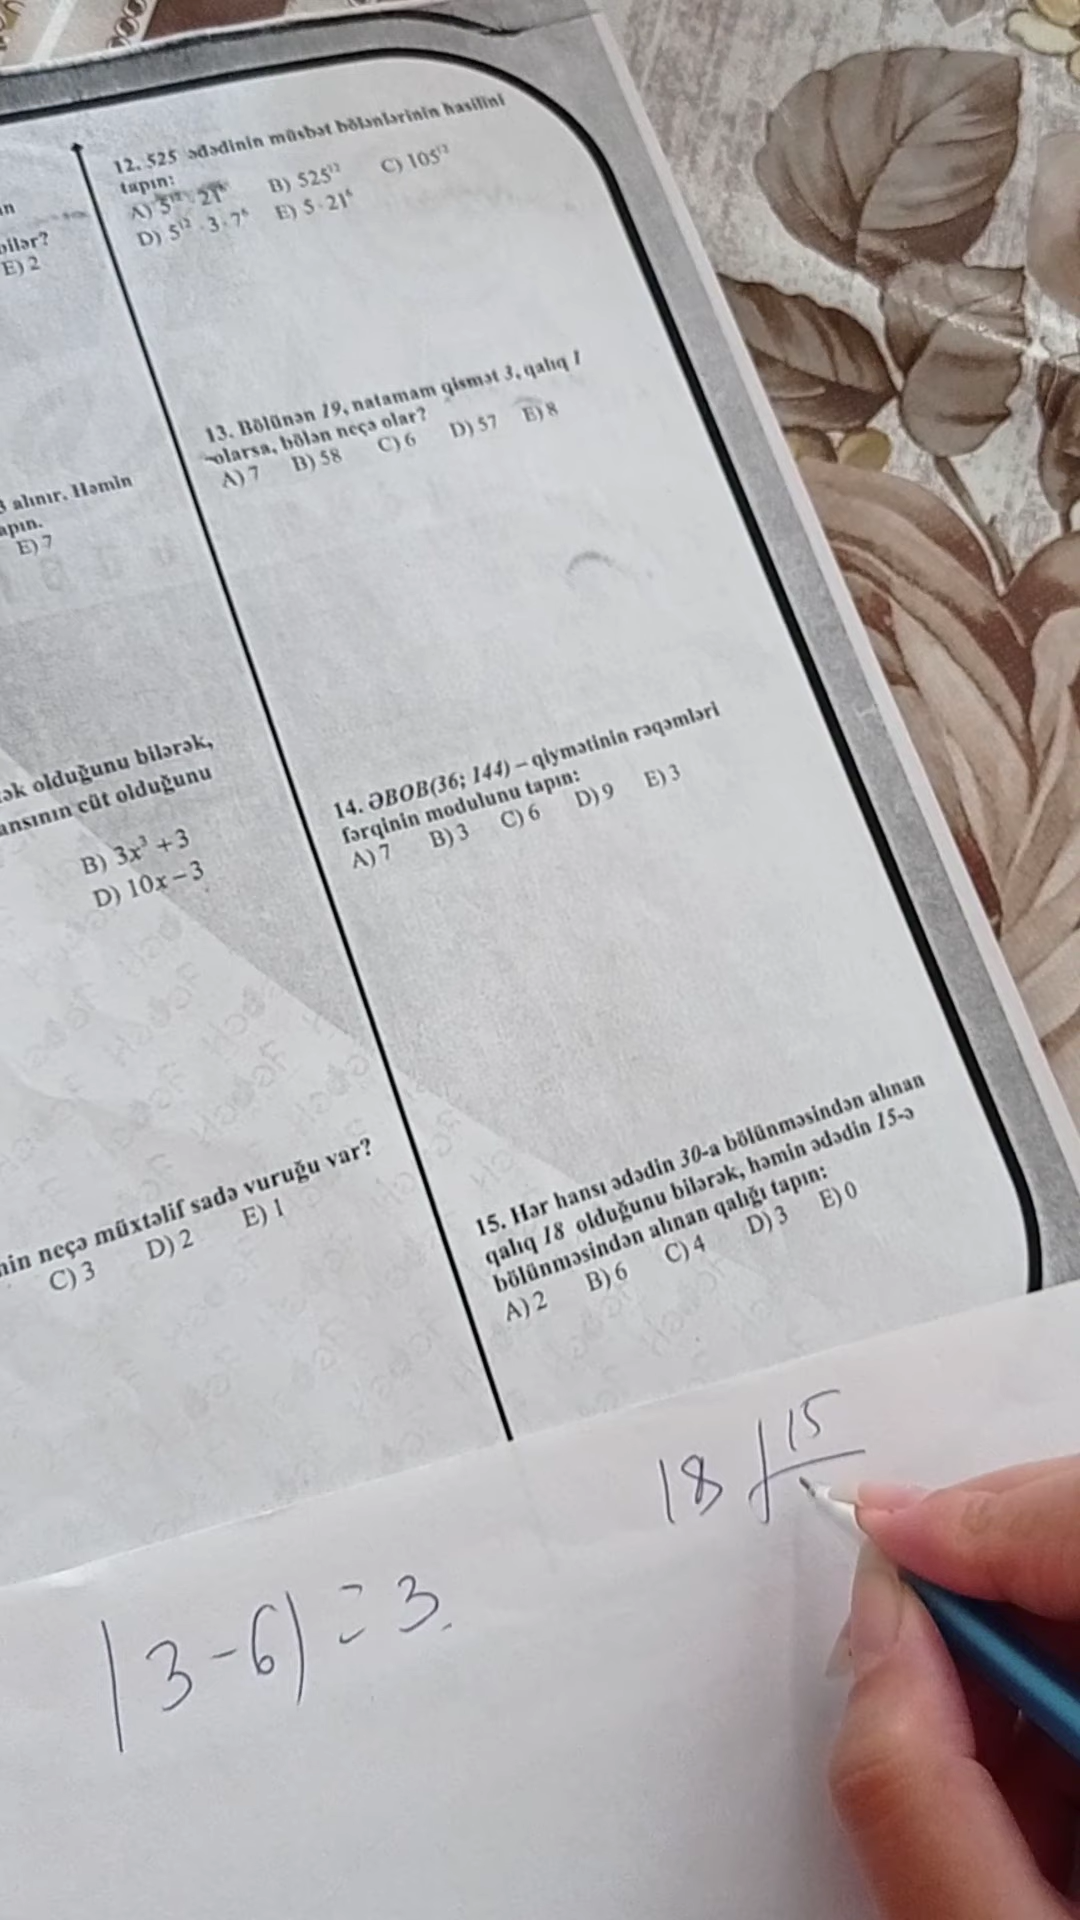 n
bilər?
E) 2
3 alınır. Həmin
apın.
E) 7
ək olduğunu bilərək,
ansının cüt olduğunu
B) 3x³ + 3
D) 10x − 3
nin neçə müxtəlif sadə vuruğu var?
C) 3 D) 2 E) 1
12. 525 ədədinin müsbət bölənlərinin hasilini
tapın:
A) 5¹² · 21⁶ B) 525¹² C) 105¹²
D) 5¹² · 3 · 7⁶ E) 5 · 21⁶
13. Bölünən 19, natamam qismət 3, qalıq 1
olarsa, bölən neçə olar?
A) 7 B) 58 C) 6 D) 57 E) 8
14. ƏBOB(36; 144) – qiymətinin rəqəmləri
fərqinin modulunu tapın:
A) 7 B) 3 C) 6 D) 9 E) 3
15. Hər hansı ədədin 30-a bölünməsindən alınan
qalıq 18 olduğunu bilərək, həmin ədədin 15-ə
bölünməsindən alınan qalığı tapın:
A) 2 B) 6 C) 4 D) 3 E) 0
18 15
|3-6|=3.